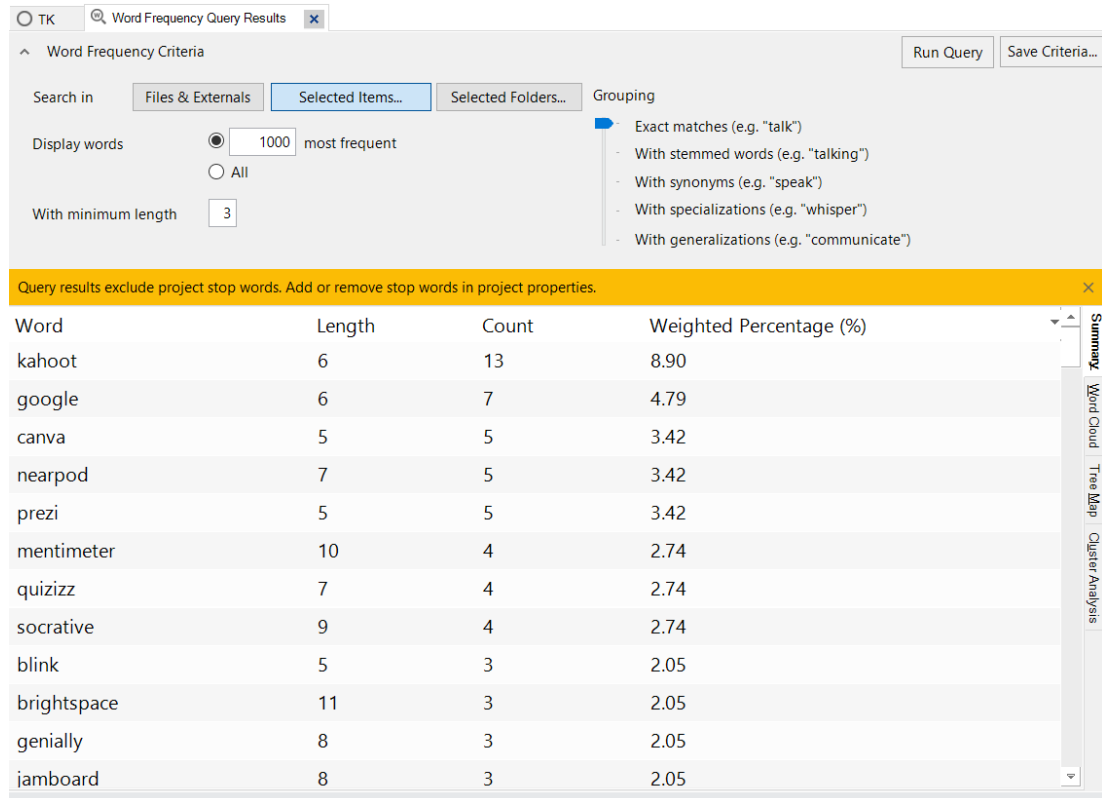 TK
Word Frequency Query Results
Word Frequency Criteria
Run Query
Save Criteria...
Search in
Files & Externals
Selected Items...
Selected Folders...
Grouping
Display words
1000 most frequent
All
With minimum length
3
Exact matches (e.g. "talk")
With stemmed words (e.g. "talking")
With synonyms (e.g. "speak")
With specializations (e.g. "whisper")
With generalizations (e.g. "communicate")
Query results exclude project stop words. Add or remove stop words in project properties.
Word Length Count Weighted Percentage (%)
kahoot 6 13 8.90
google 6 7 4.79
canva 5 5 3.42
nearpod 7 5 3.42
prezi 5 5 3.42
mentimeter 10 4 2.74
quizizz 7 4 2.74
socrative 9 4 2.74
blink 5 3 2.05
brightspace 11 3 2.05
genially 8 3 2.05
jamboard 8 3 2.05
Summary
Word Cloud
Tree Map
Cluster Analysis